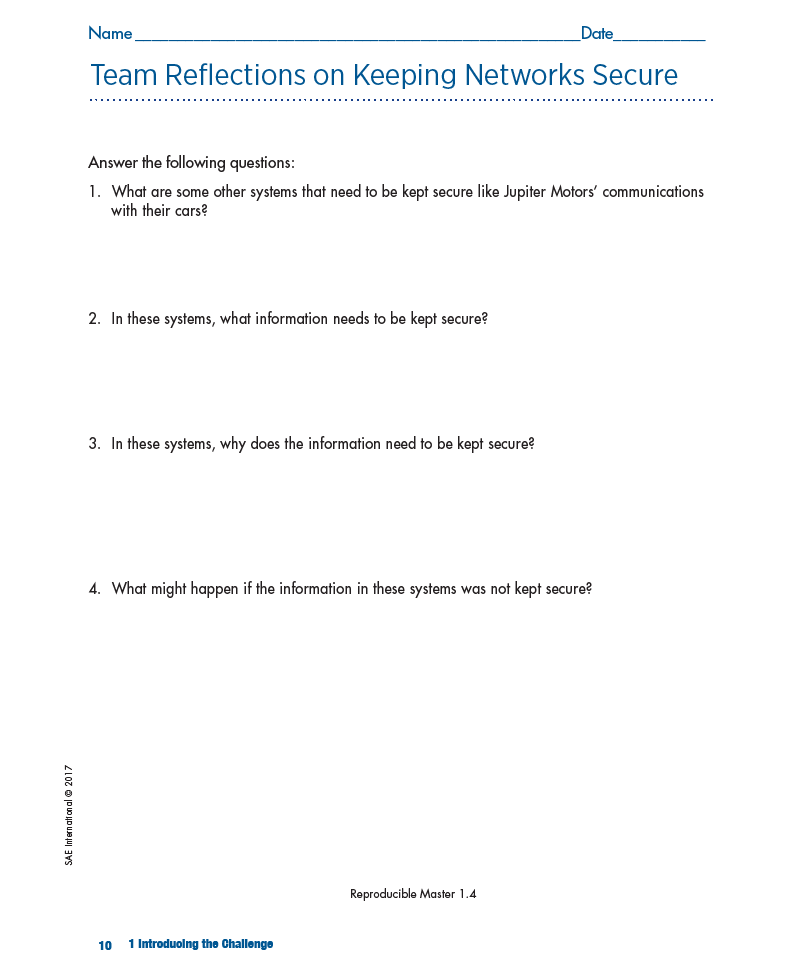 Name __________________________________________________Date___________
Team Reflections on Keeping Networks Secure
Answer the following questions:
1. What are some other systems that need to be kept secure like Jupiter Motors’ communications
with their cars?
2. In these systems, what information needs to be kept secure?
3. In these systems, why does the information need to be kept secure?
4. What might happen if the information in these systems was not kept secure?
SAE International © 2017
Reproducible Master 1.4
10 1 Introducing the Challenge